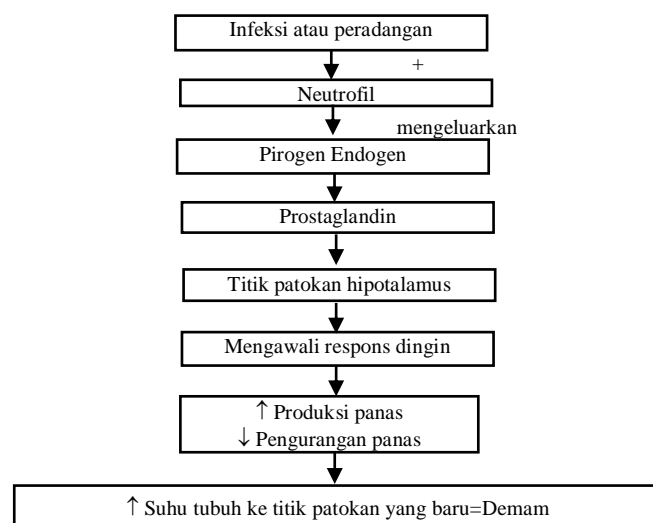 Infeksi atau peradangan
+
Neutrofil
mengeluarkan
Pirogen Endogen
Prostaglandin
Titik patokan hipotalamus
Mengawali respons dingin
↑ Produksi panas
↓ Pengurangan panas
↑ Suhu tubuh ke titik patokan yang baru=Demam